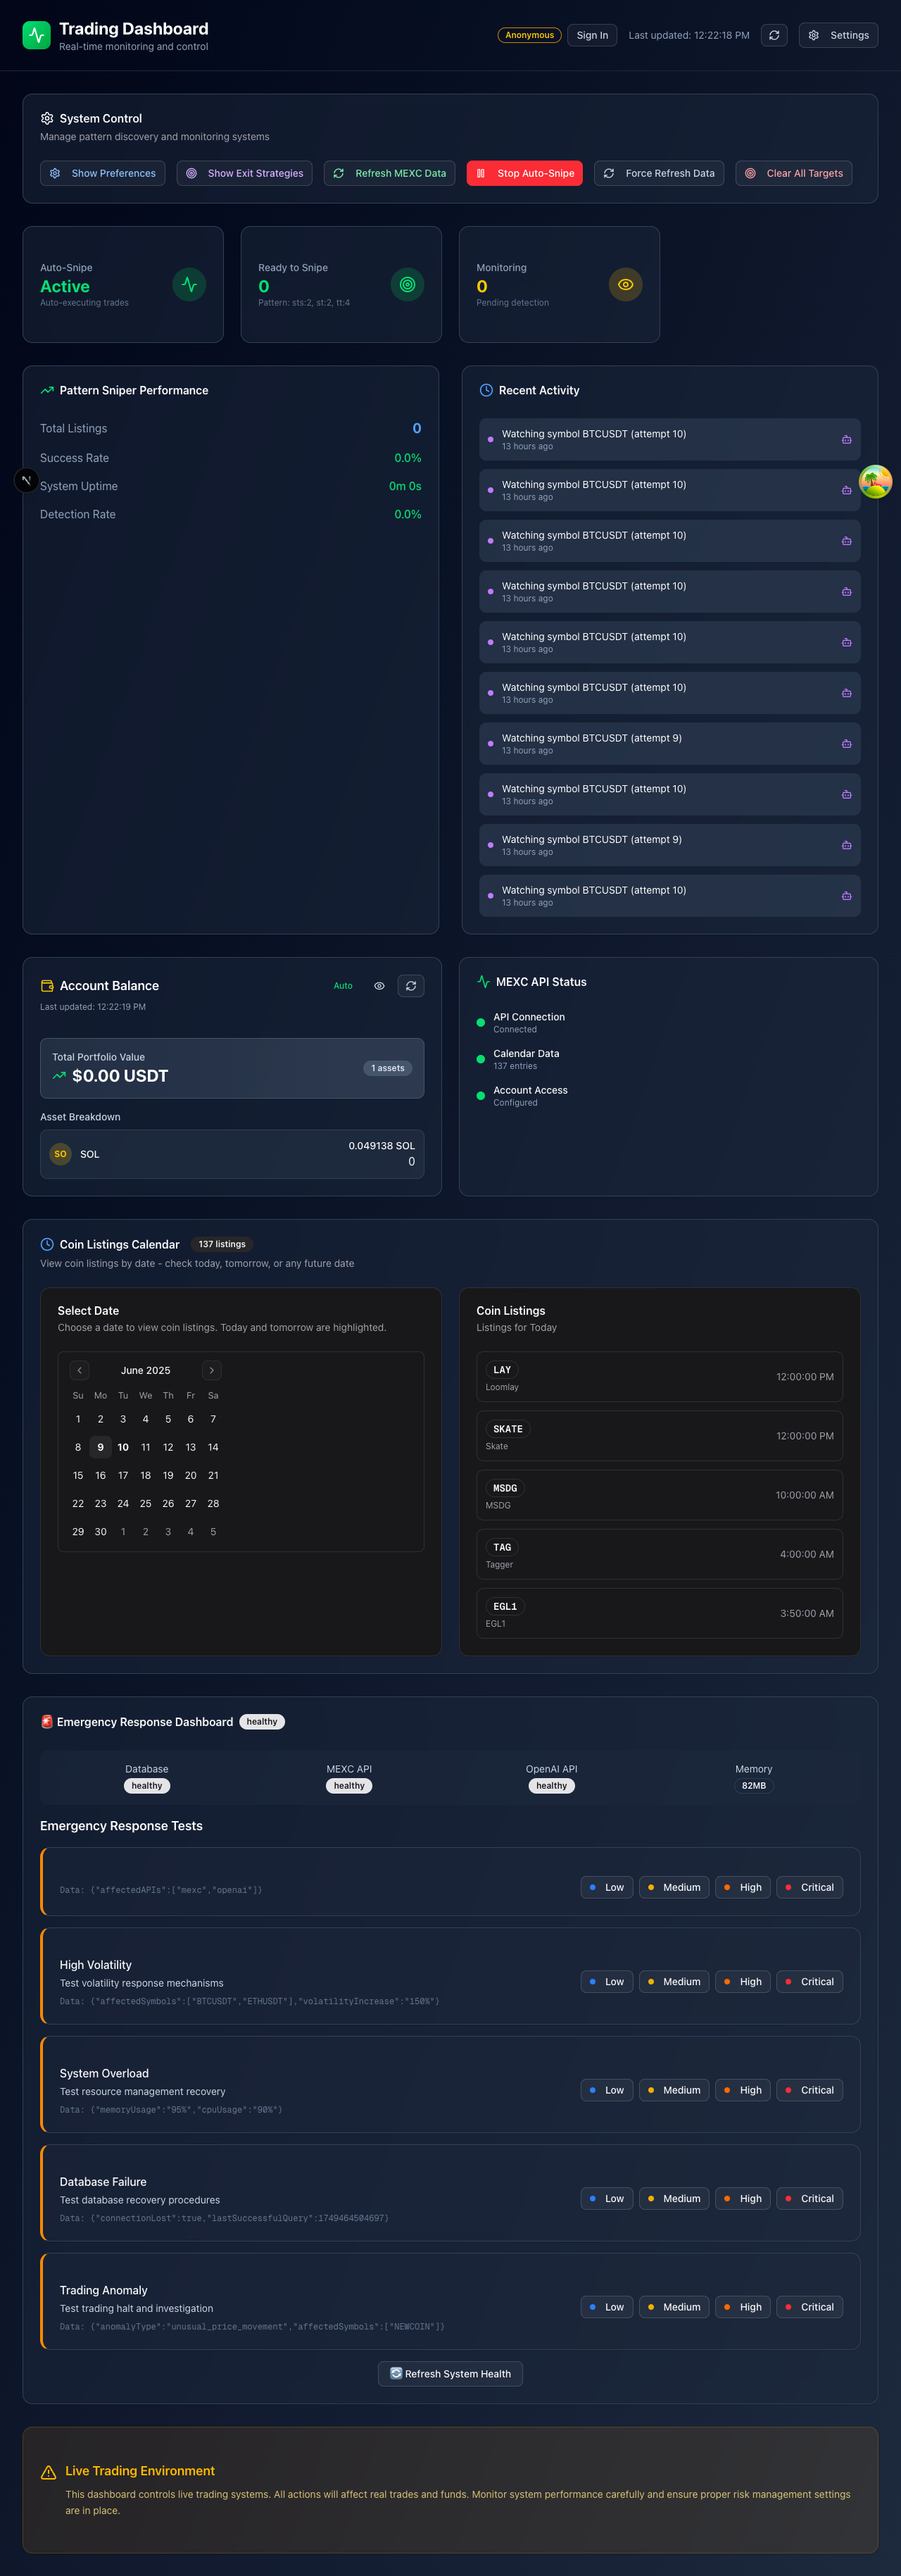 Trading Dashboard
Real-time monitoring and control
Anonymous
Sign In
Last updated: 12:22:18 PM
Settings
System Control
Manage pattern discovery and monitoring systems
Show Preferences
Show Exit Strategies
Refresh MEXC Data
Stop Auto-Snipe
Force Refresh Data
Clear All Targets
Auto-Snipe
Active
Auto-executing trades
Ready to Snipe
0
Pattern: sts:2, st:2, tt:4
Monitoring
0
Pending detection
Pattern Sniper Performance
Total Listings 0
Success Rate 0.0%
System Uptime 0m 0s
Detection Rate 0.0%
Recent Activity
Watching symbol BTCUSDT (attempt 10)
13 hours ago
Watching symbol BTCUSDT (attempt 10)
13 hours ago
Watching symbol BTCUSDT (attempt 10)
13 hours ago
Watching symbol BTCUSDT (attempt 10)
13 hours ago
Watching symbol BTCUSDT (attempt 10)
13 hours ago
Watching symbol BTCUSDT (attempt 10)
13 hours ago
Watching symbol BTCUSDT (attempt 9)
13 hours ago
Watching symbol BTCUSDT (attempt 10)
13 hours ago
Watching symbol BTCUSDT (attempt 9)
13 hours ago
Watching symbol BTCUSDT (attempt 10)
13 hours ago
Account Balance
Auto
Last updated: 12:22:19 PM
Total Portfolio Value
$0.00 USDT
1 assets
Asset Breakdown
SO
SOL
0.049138 SOL
0
MEXC API Status
API Connection
Connected
Calendar Data
137 entries
Account Access
Configured
Coin Listings Calendar
137 listings
View coin listings by date - check today, tomorrow, or any future date
Select Date
Choose a date to view coin listings. Today and tomorrow are highlighted.
June 2025
Su Mo Tu We Th Fr Sa
1 2 3 4 5 6 7
8 9 10 11 12 13 14
15 16 17 18 19 20 21
22 23 24 25 26 27 28
29 30 1 2 3 4 5
Coin Listings
Listings for Today
LAY
Loomlay
12:00:00 PM
SKATE
Skate
12:00:00 PM
MSDG
MSDG
10:00:00 AM
TAG
Tagger
4:00:00 AM
EGL1
EGL1
3:50:00 AM
Emergency Response Dashboard
healthy
Database
healthy
MEXC API
healthy
OpenAI API
healthy
Memory
82MB
Emergency Response Tests
Data: {"affectedAPIs":["mexc","openai"]}
Low Medium High Critical
High Volatility
Test volatility response mechanisms
Data: {"affectedSymbols":["BTCUSDT","ETHUSDT"],"volatilityIncrease":"150%"}
Low Medium High Critical
System Overload
Test resource management recovery
Data: {"memoryUsage":"95%","cpuUsage":"90%"}
Low Medium High Critical
Database Failure
Test database recovery procedures
Data: {"connectionLost":true,"lastSuccessfulQuery":1749464504697}
Low Medium High Critical
Trading Anomaly
Test trading halt and investigation
Data: {"anomalyType":"unusual_price_movement","affectedSymbols":["NEWCOIN"]}
Low Medium High Critical
Refresh System Health
Live Trading Environment
This dashboard controls live trading systems. All actions will affect real trades and funds. Monitor system performance carefully and ensure proper risk management settings
are in place.